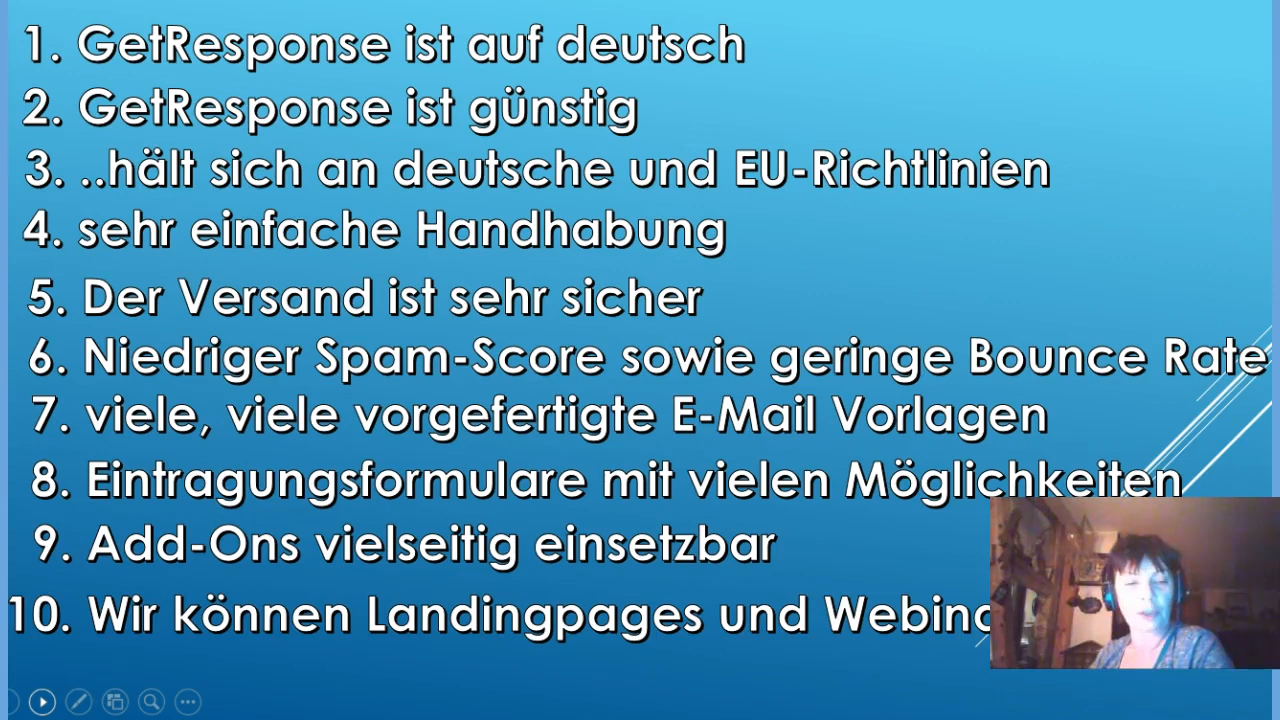 1. GetResponse ist auf deutsch
2. GetResponse ist günstig
3. ..hält sich an deutsche und EU-Richtlinien
4. sehr einfache Handhabung
5. Der Versand ist sehr sicher
6. Niedriger Spam-Score sowie geringe Bounce Rate
7. viele, viele vorgefertigte E-Mail Vorlagen
8. Eintragungsformulare mit vielen Möglichkeiten
9. Add-Ons vielseitig einsetzbar
10. Wir können Landingpages und